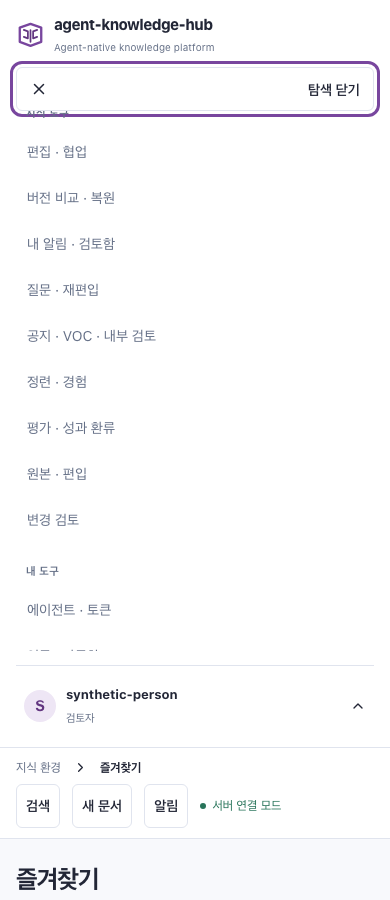 agent-knowledge-hub
Agent-native knowledge platform
탐색 닫기
편집 · 협업
버전 비교 · 복원
내 알림 · 검토함
질문 · 재편입
공지 · VOC · 내부 검토
정련 · 경험
평가 · 성과 환류
원본 · 편입
변경 검토
내 도구
에이전트 · 토큰
S
synthetic-person
검토자
지식 환경 > 즐겨찾기
검색 새 문서 알림 서버 연결 모드
즐겨찾기